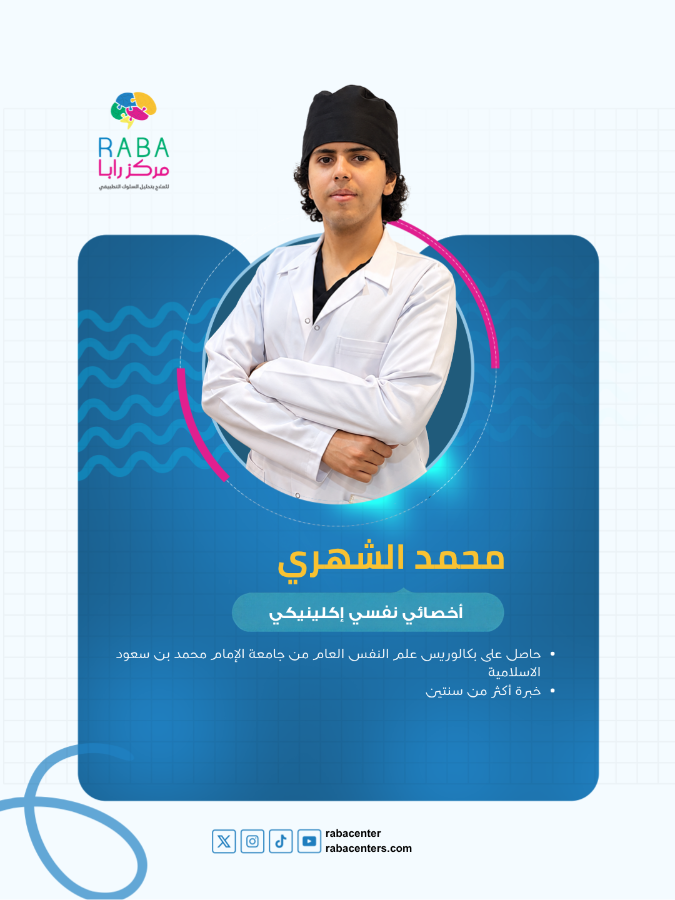 RABA
مركز رابا
للعلاج بتحليل السلوك التطبيقي
محمد الشهري
أخصائي نفسي إكلينيكي
• حاصل على بكالوريس علم النفس العام من جامعة الإمام محمد بن سعود
الاسلامية
• خبرة أكثر من سنتين
rabacenter
rabacenters.com